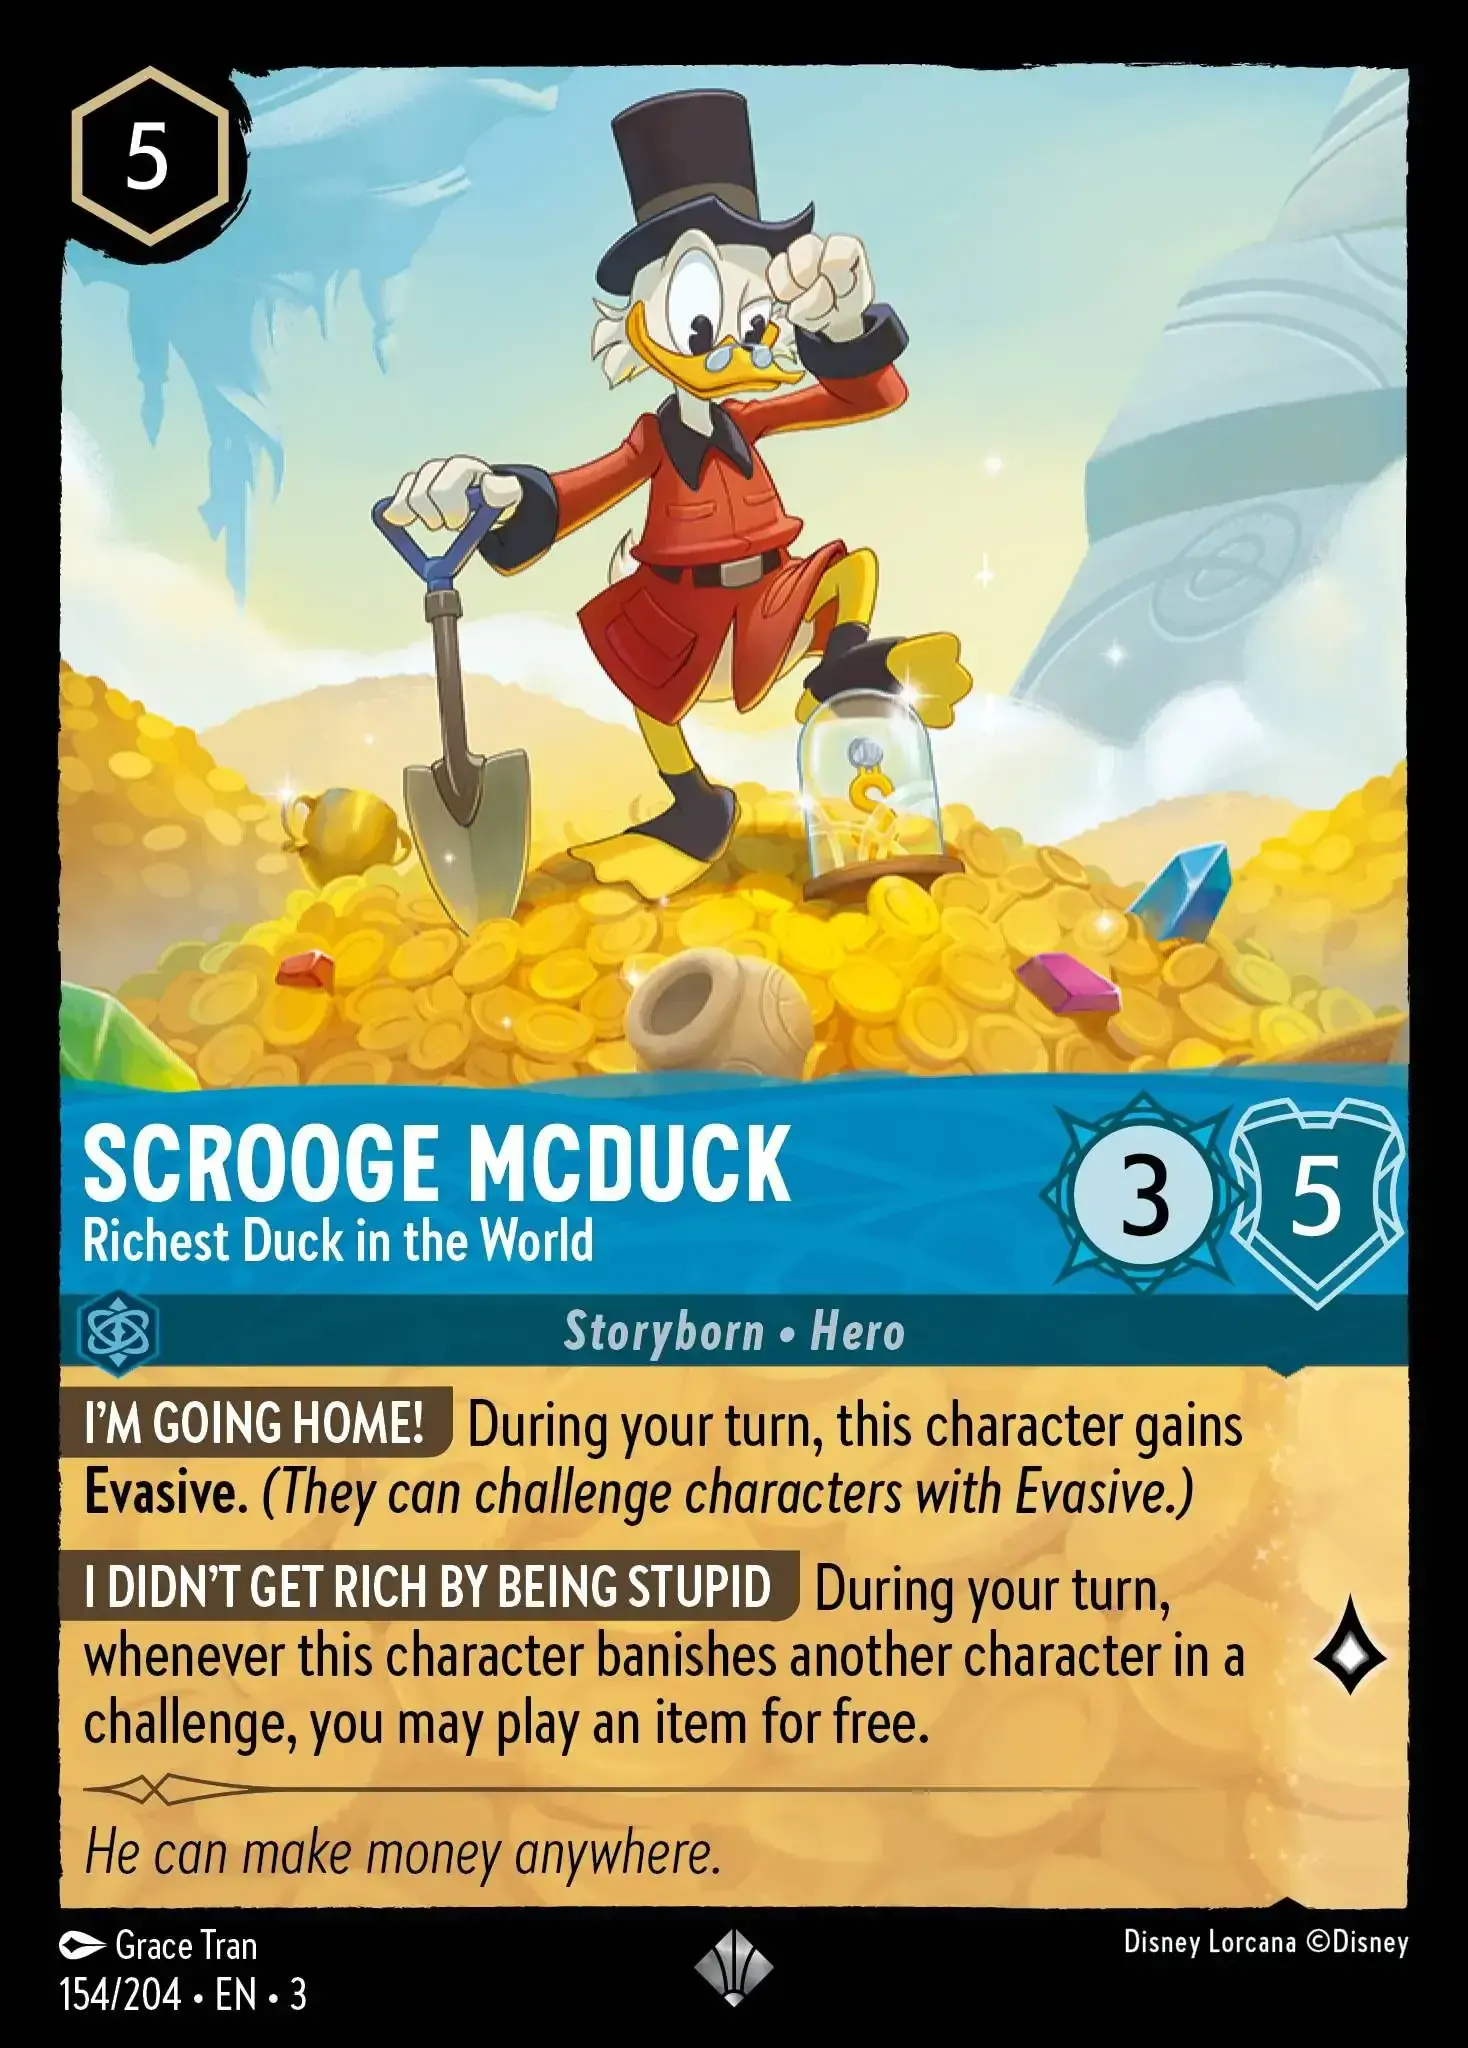 5
SCROOGE MCDUCK
Richest Duck in the World
3
5
Storyborn • Hero
I'M GOING HOME! During your turn, this character gains
Evasive. (They can challenge characters with Evasive.)
I DIDN'T GET RICH BY BEING STUPID During your turn,
whenever this character banishes another character in a
challenge, you may play an item for free.
He can make money anywhere.
Grace Tran
154/204 • EN • 3
Disney Lorcana ©Disney